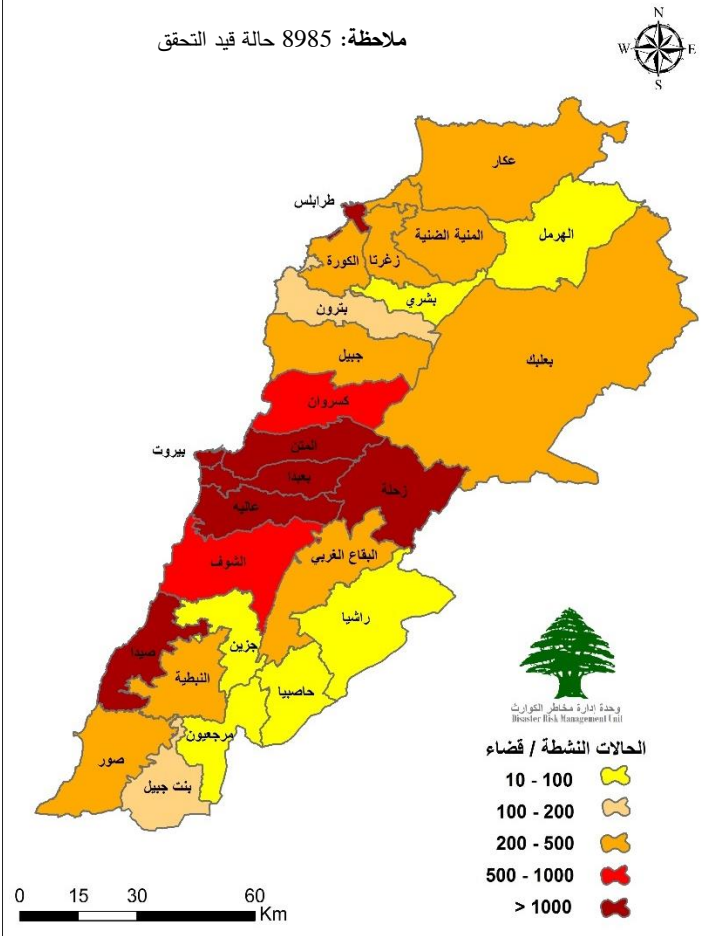 ملاحظة: 8985 حالة قيد التحقق
N
W E
S
عكار
طرابلس
الهرمل
المنية الضنية
زغرتا
الكورة
بشري
بترون
جبيل
بعلبك
كسروان
المتن
بيروت
بعبدا
زحلة
عاليه
البقاع الغربي
الشوف
راشيا
صيدا
جزين
النبطية
حاصبيا
مرجعيون
صور
بنت جبيل
وحدة إدارة مخاطر الكوارث
Disaster Risk Management Unit
الحالات النشطة / قضاء
10 - 100
100 - 200
200 - 500
500 - 1000
> 1000
0 15 30 60
Km